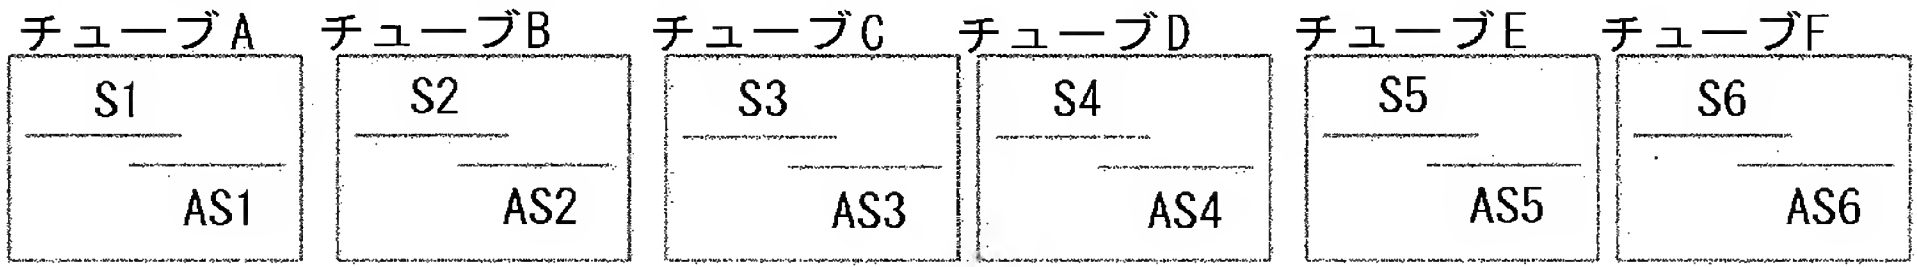 チューブA チューブB チューブC チューブD チューブE チューブF
S1 S2 S3 S4 S5 S6
AS1 AS2 AS3 AS4 AS5 AS6